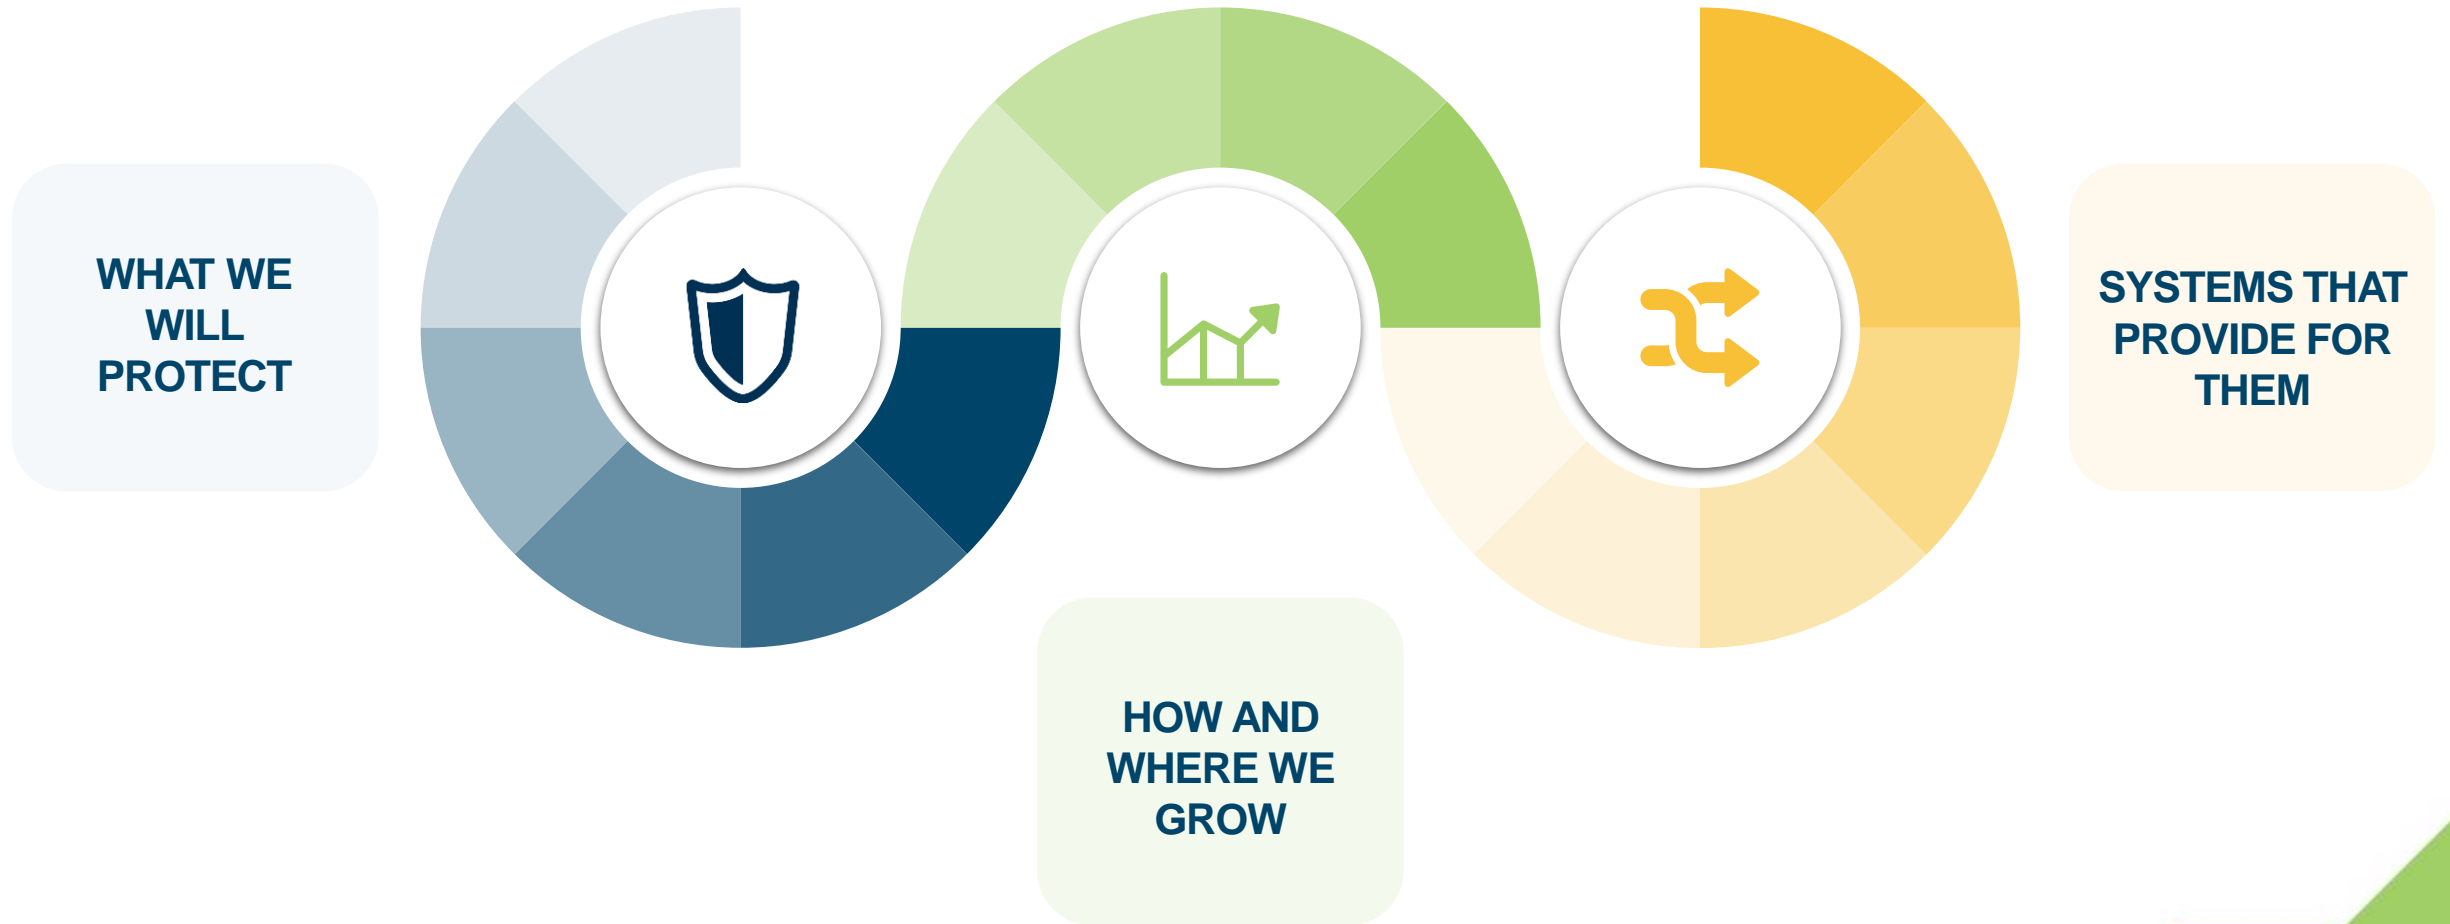 WHAT WE
WILL
PROTECT
HOW AND
WHERE WE
GROW
SYSTEMS THAT
PROVIDE FOR
THEM